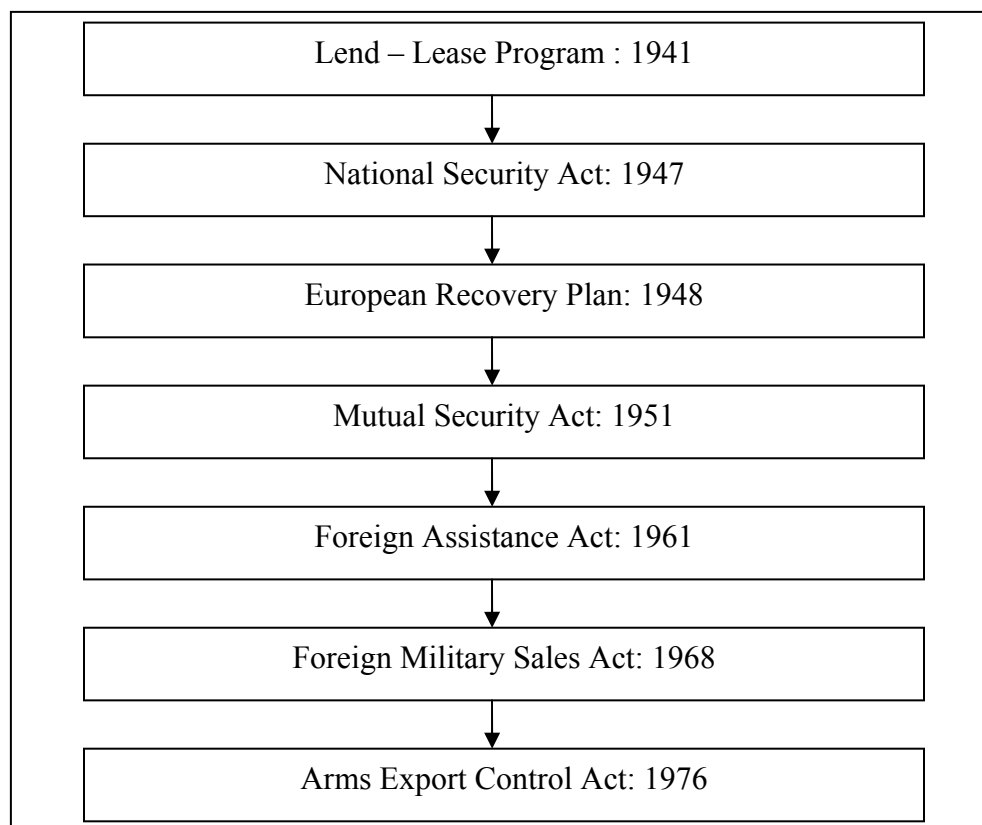 Lend – Lease Program : 1941
National Security Act: 1947
European Recovery Plan: 1948
Mutual Security Act: 1951
Foreign Assistance Act: 1961
Foreign Military Sales Act: 1968
Arms Export Control Act: 1976